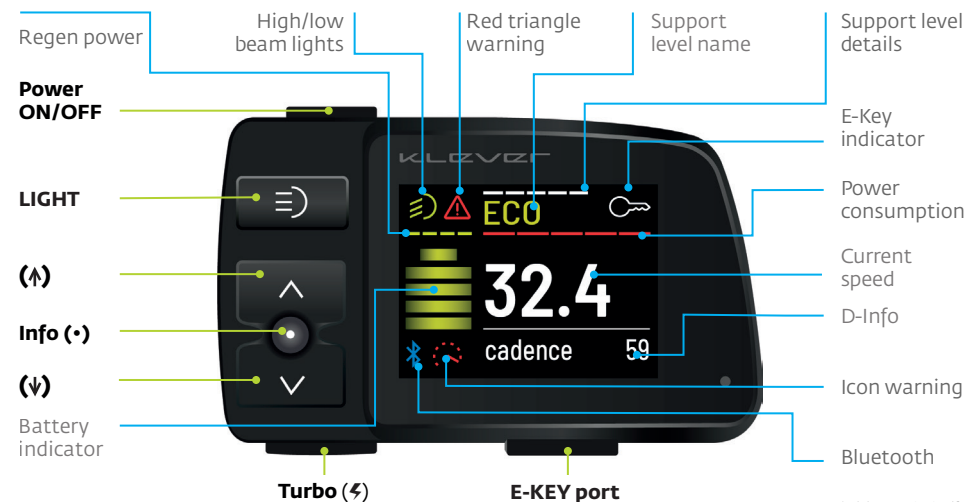 Regen power
High/low
beam lights
Red triangle
warning
Support
level name
Support level
details
Power
ON/OFF
E-Key
indicator
KLEVER
LIGHT
ECO
Power
consumption
(↑)
32.4
Current
speed
Info (•)
cadence 59
D-Info
(↓)
Icon warning
Battery
indicator
Bluetooth
Turbo (⚡)
E-KEY port